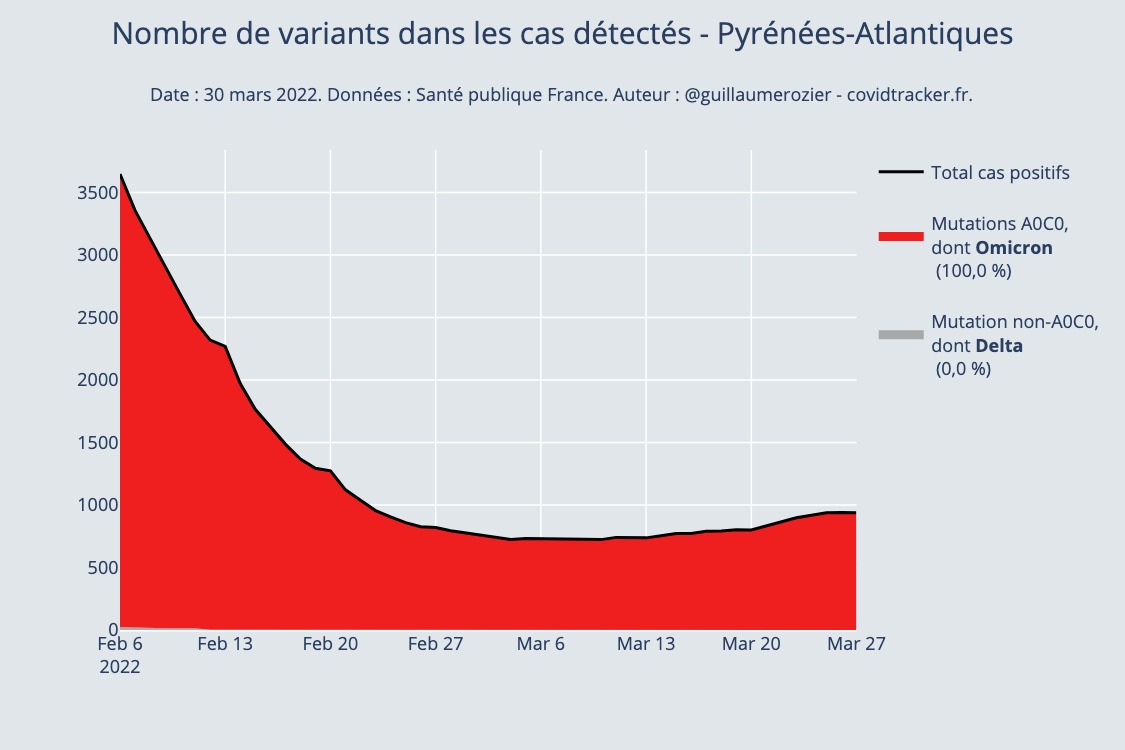 Nombre de variants dans les cas détectés - Pyrénées-Atlantiques
Date : 30 mars 2022. Données : Santé publique France. Auteur : @guillaumerozier - covidtracker.fr.
Total cas positifs
Mutations A0C0,
dont Omicron
(100,0 %)
Mutation non-A0C0,
dont Delta
(0,0 %)
3500
3000
2500
2000
1500
1000
500
0
Feb 6 Feb 13 Feb 20 Feb 27 Mar 6 Mar 13 Mar 20 Mar 27
2022